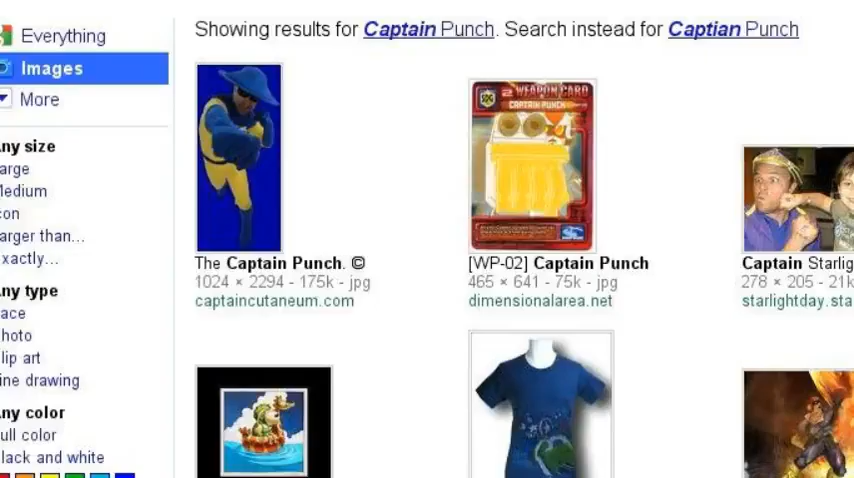 Everything
Images
More
Showing results for Captain Punch. Search instead for Captian Punch
ny size
arge
Medium
con
arger than...
xactly...
ny type
ace
hoto
lip art
ine drawing
ny color
ull color
lack and white
2 WEAPON CARD
CAPTAIN PUNCH
The Captain Punch. ©
1024 × 2294 - 175k - jpg
captaincutaneum.com
[WP-02] Captain Punch
465 × 641 - 75k - jpg
dimensionalarea.net
Captain Starlig
278 × 205 - 21k
starlightday.sta